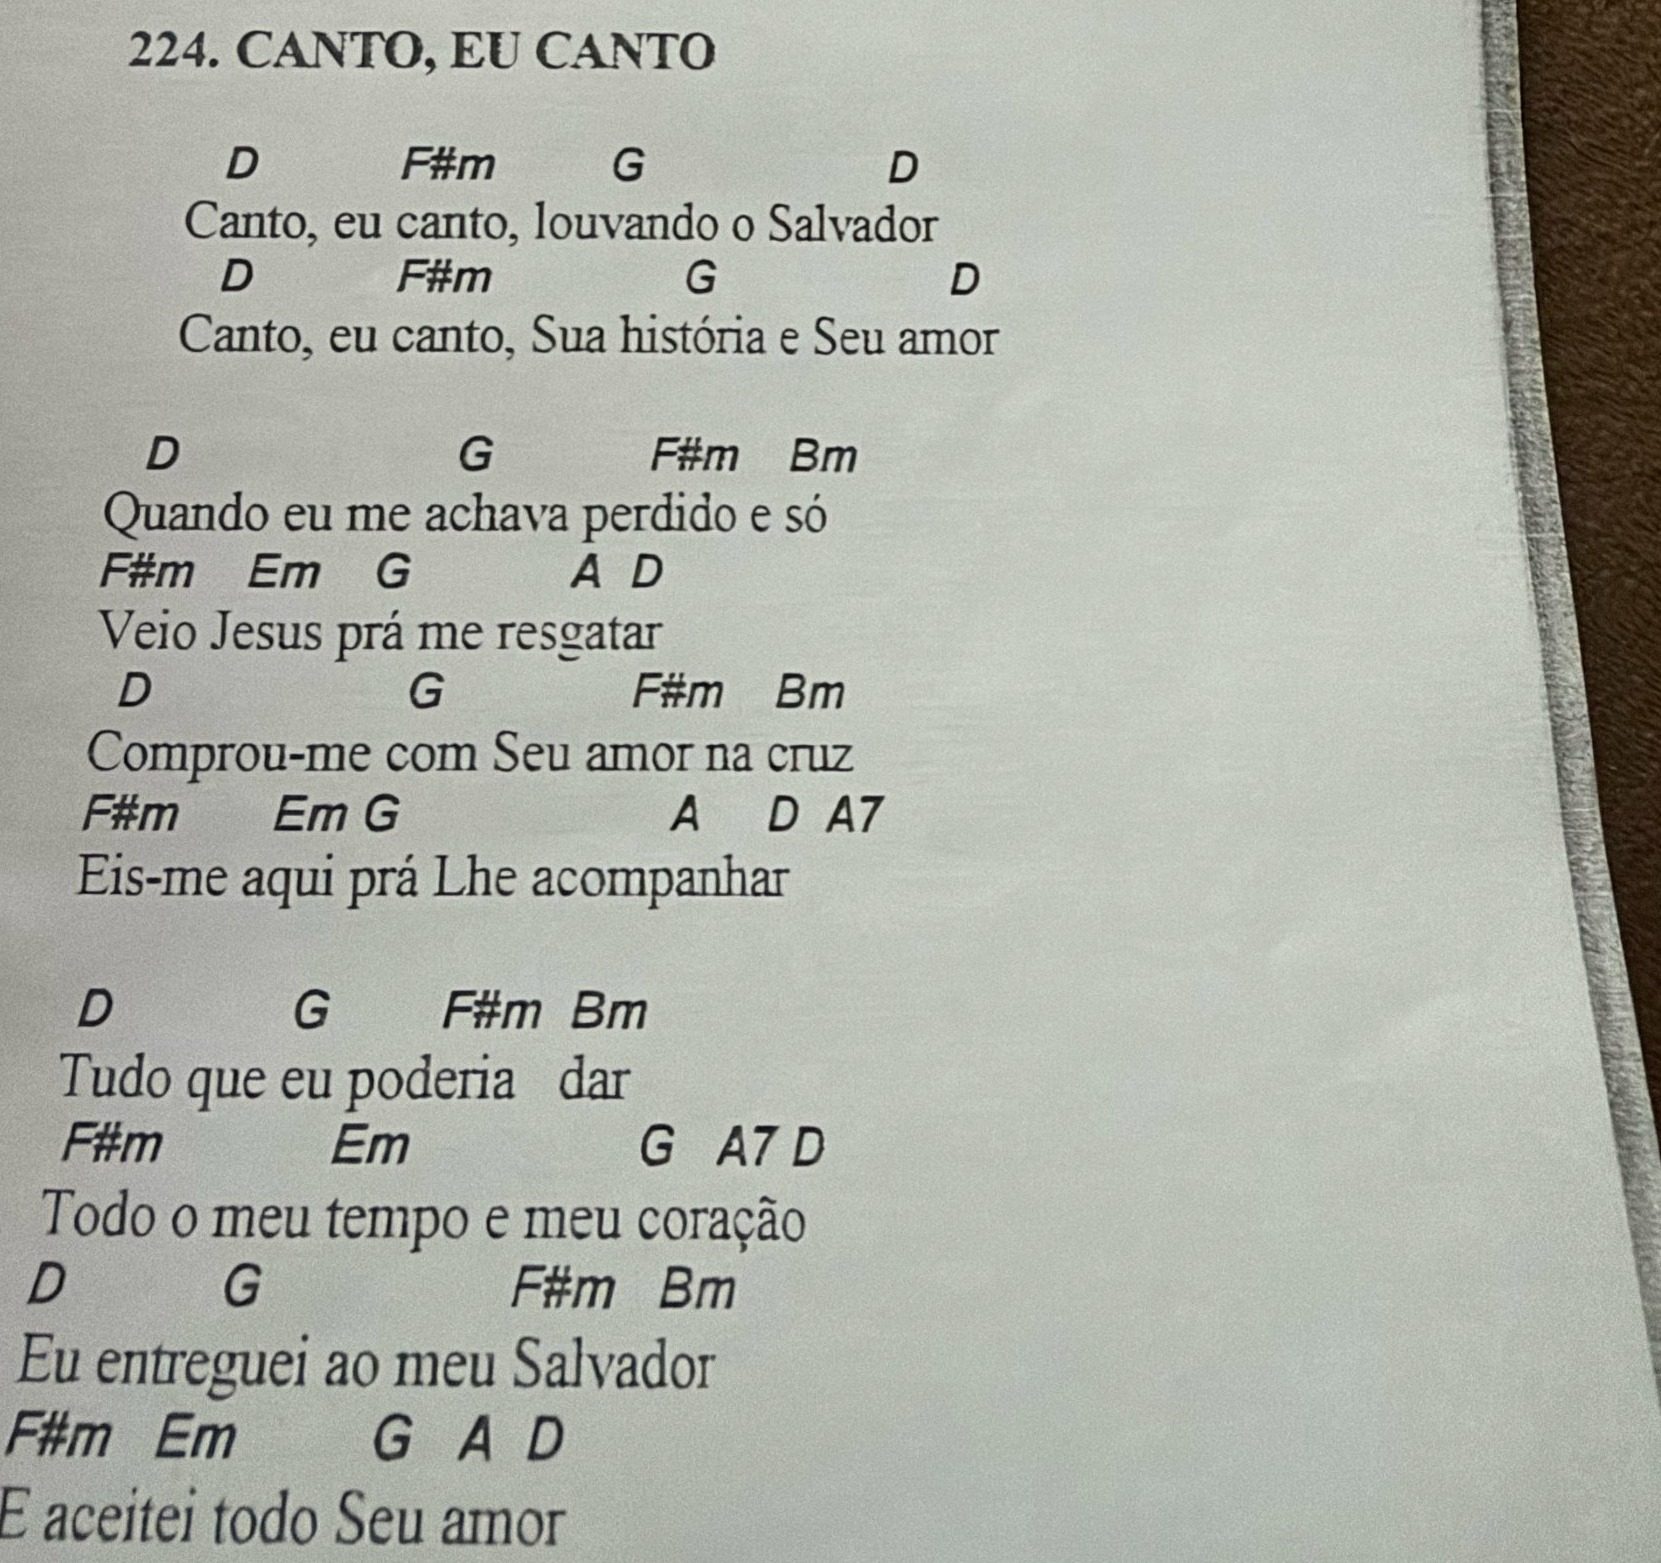 224. CANTO, EU CANTO
D F#m G D
Canto, eu canto, louvando o Salvador
D F#m G D
Canto, eu canto, Sua história e Seu amor
D G F#m Bm
Quando eu me achava perdido e só
F#m Em G A D
Veio Jesus prá me resgatar
D G F#m Bm
Comprou-me com Seu amor na cruz
F#m Em G A D A7
Eis-me aqui prá Lhe acompanhar
D G F#m Bm
Tudo que eu poderia dar
F#m Em G A7 D
Todo o meu tempo e meu coração
D G F#m Bm
Eu entreguei ao meu Salvador
F#m Em G A D
E aceitei todo Seu amor